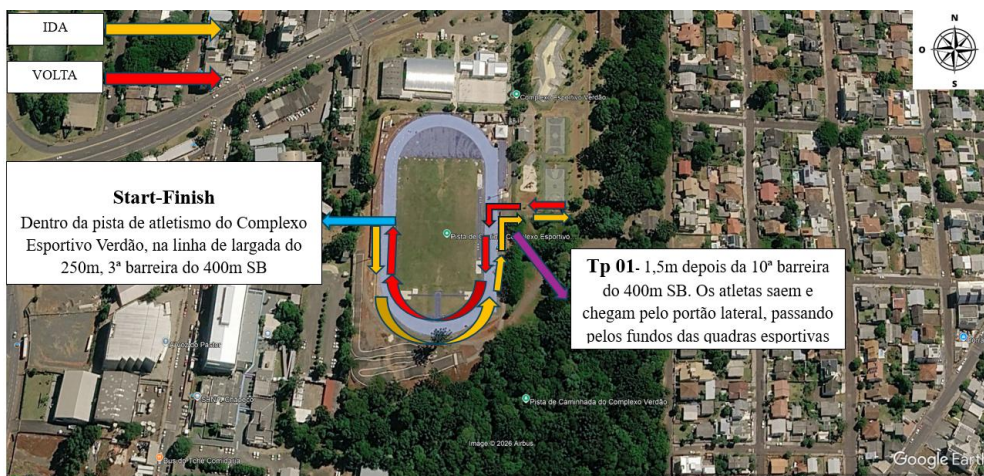 IDA
VOLTA
N
O
S
Complexo Esportivo Verdão
Start-Finish
Dentro da pista de atletismo do Complexo
Esportivo Verdão, na linha de largada do
250m, 3ª barreira do 400m SB
Pista de
Complexo Esportivo
Tp 01- 1,5m depois da 10ª barreira
do 400m SB. Os atletas saem e
chegam pelo portão lateral, passando
pelos fundos das quadras esportivas
do Pastor
Pista de Caminhada do Complexo Verdão
Image © 2026 Airbus
Google Earth